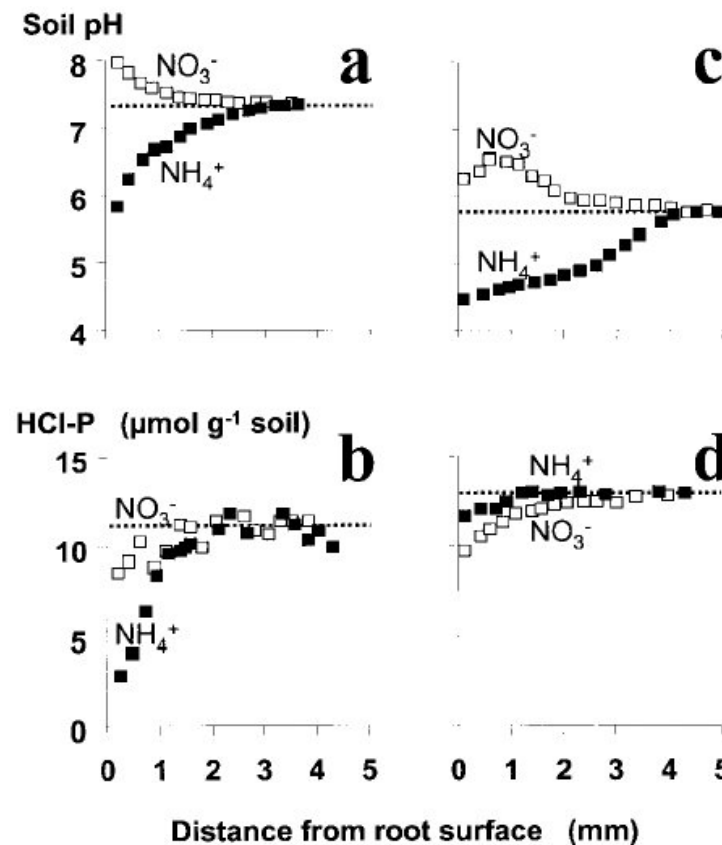 Soil pH
8
7
6
5
4
NO₃⁻
NH₄⁺
a
NO₃⁻
NH₄⁺
c
HCl-P (µmol g⁻¹ soil)
15
10
5
0
NO₃⁻
NH₄⁺
b
NH₄⁺
NO₃⁻
d
0 1 2 3 4 5
0 1 2 3 4 5
Distance from root surface (mm)